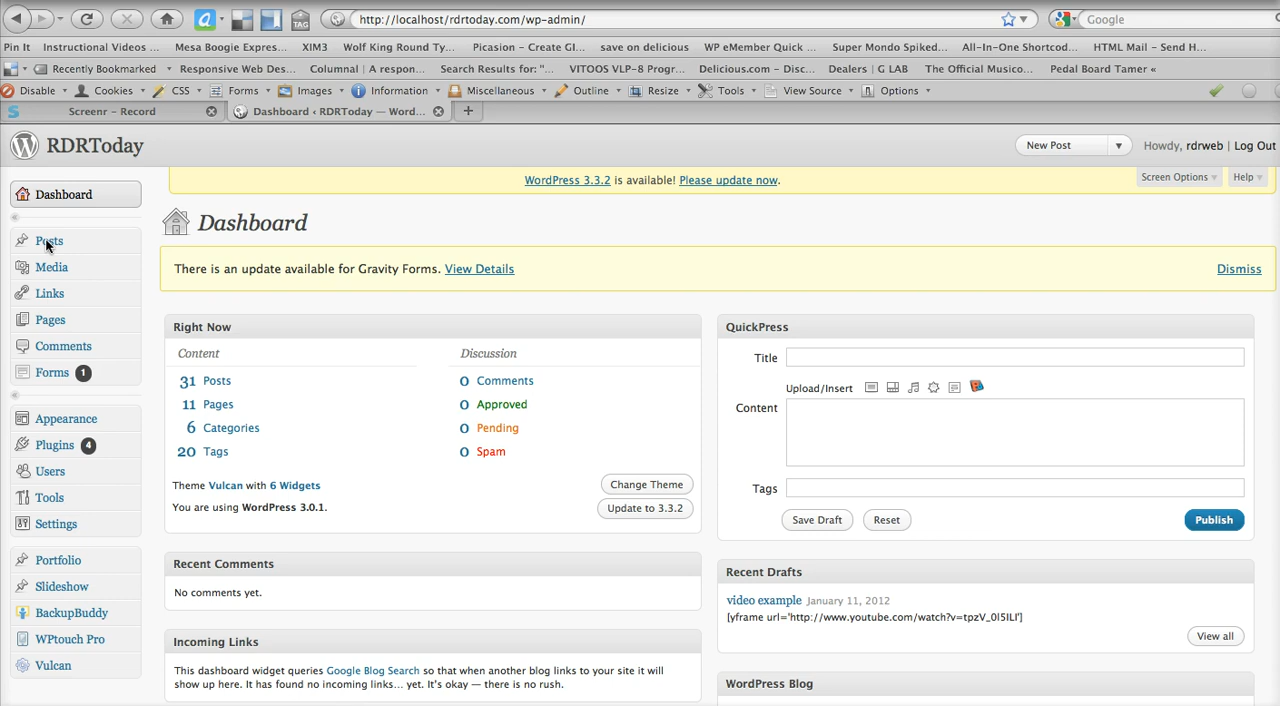 http://localhost/rdrtoday.com/wp-admin/
Google
Pin It Instructional Videos ... Mesa Boogie Expres... XIM3 Wolf King Round Ty... Picasion – Create GI... save on delicious WP eMember Quick ... Super Mondo Spiked... All-In-One Shortcod... HTML Mail – Send H...
Recently Bookmarked Responsive Web Des... Columnal | A respon... Search Results for: "... VITOOS VLP-8 Progr... Delicious.com – Disc... Dealers | G LAB The Official Musico... Pedal Board Tamer «
Disable Cookies CSS Forms Images Information Miscellaneous Outline Resize Tools View Source Options
Screenr – Record
Dashboard ‹ RDRToday — Word...
RDRToday
New Post
Howdy, rdrweb | Log Out
WordPress 3.3.2 is available! Please update now.
Screen Options
Help
Dashboard
Posts
Media
Links
Pages
Comments
Forms 1
Appearance
Plugins 4
Users
Tools
Settings
Portfolio
Slideshow
BackupBuddy
WPtouch Pro
Vulcan
Dashboard
There is an update available for Gravity Forms. View Details
Dismiss
Right Now
Content
Discussion
31 Posts
0 Comments
11 Pages
0 Approved
6 Categories
0 Pending
20 Tags
0 Spam
Theme Vulcan with 6 Widgets
Change Theme
You are using WordPress 3.0.1.
Update to 3.3.2
Recent Comments
No comments yet.
Incoming Links
This dashboard widget queries Google Blog Search so that when another blog links to your site it will
show up here. It has found no incoming links... yet. It's okay — there is no rush.
QuickPress
Title
Upload/Insert
Content
Tags
Save Draft
Reset
Publish
Recent Drafts
video example January 11, 2012
[yframe url='http://www.youtube.com/watch?v=tpzV_0I5ILI']
View all
WordPress Blog